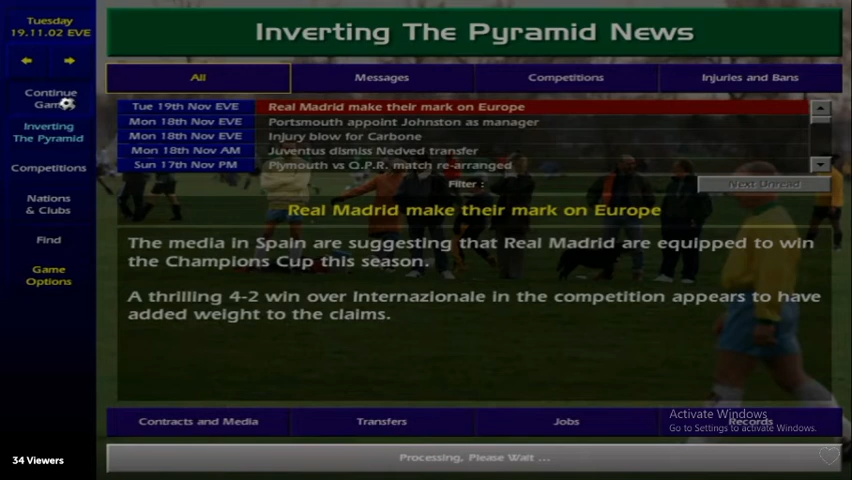 Tuesday
19.11.02 EVE
Inverting The Pyramid News
All
Messages
Competitions
Injuries and Bans
Continue
Game
Inverting
The Pyramid
Competitions
Nations
& Clubs
Find
Game
Options
Tue 19th Nov EVE Real Madrid make their mark on Europe
Mon 18th Nov EVE Portsmouth appoint Johnston as manager
Mon 18th Nov EVE Injury blow for Carbone
Mon 18th Nov AM Juventus dismiss Nedved transfer
Sun 17th Nov PM Plymouth vs Q.P.R. match re-arranged
Filter :
Next Unread
Real Madrid make their mark on Europe
The media in Spain are suggesting that Real Madrid are equipped to win
the Champions Cup this season.
A thrilling 4-2 win over Internazionale in the competition appears to have
added weight to the claims.
Contracts and Media
Transfers
Jobs
Records
Activate Windows
Go to Settings to activate Windows.
Processing, Please Wait ...
34 Viewers